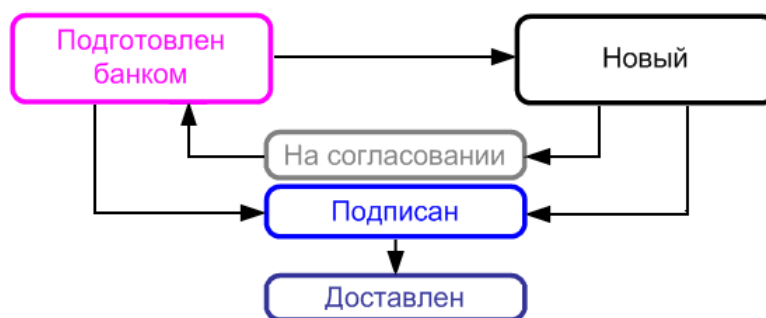 Подготовлен
банком
Новый
На согласовании
Подписан
Доставлен